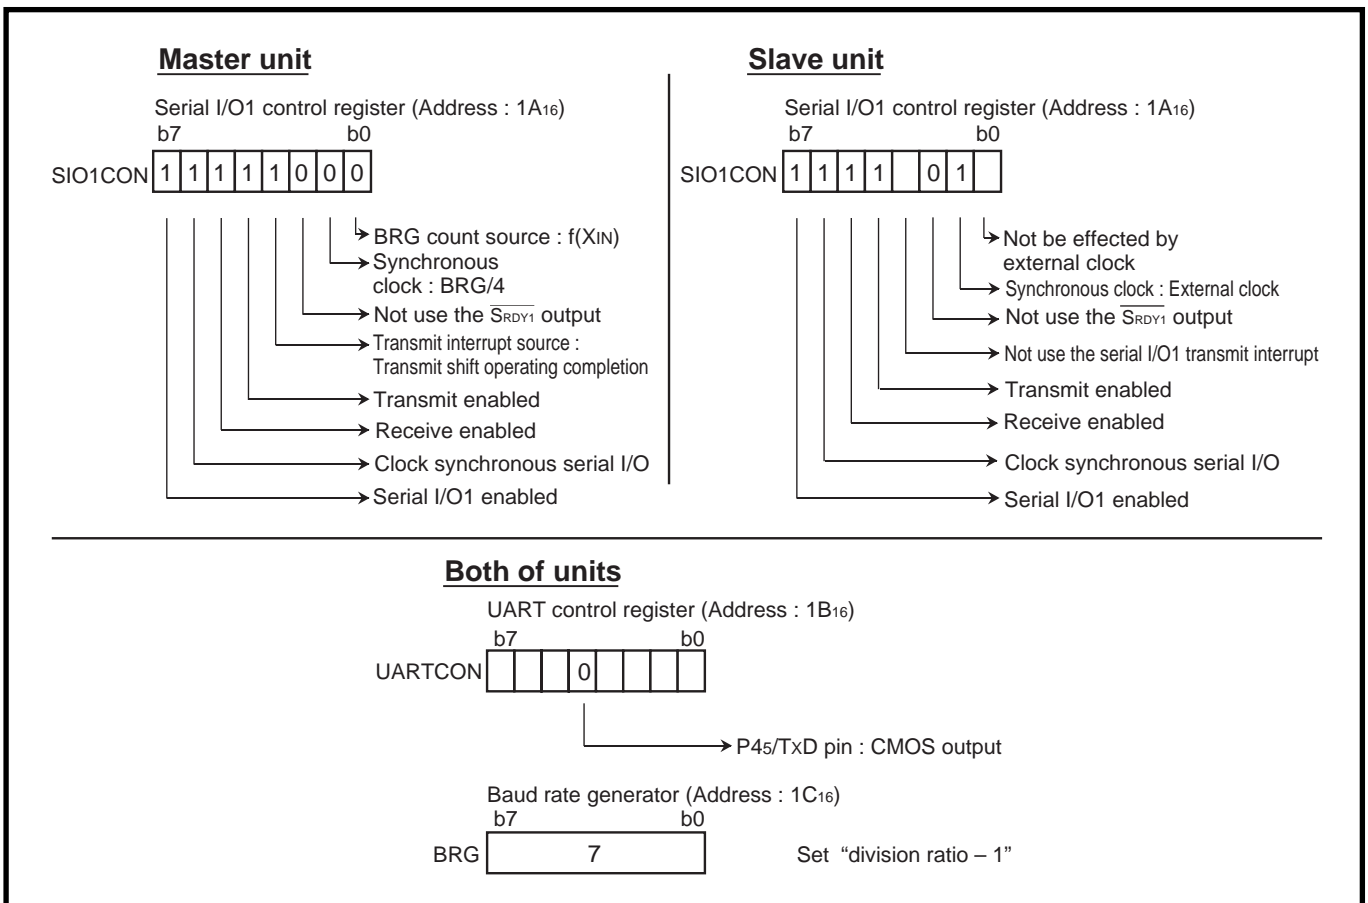 Master unit
Serial I/O1 control register (Address : 1A16)
b7 b0
SIO1CON 1 1 1 1 1 0 0 0
BRG count source : f(XIN)
Synchronous
clock : BRG/4
Not use the SRDY1 output
Transmit interrupt source :
Transmit shift operating completion
Transmit enabled
Receive enabled
Clock synchronous serial I/O
Serial I/O1 enabled
Slave unit
Serial I/O1 control register (Address : 1A16)
b7 b0
SIO1CON 1 1 1 1 0 1
Not be effected by
external clock
Synchronous clock : External clock
Not use the SRDY1 output
Not use the serial I/O1 transmit interrupt
Transmit enabled
Receive enabled
Clock synchronous serial I/O
Serial I/O1 enabled
Both of units
UART control register (Address : 1B16)
b7 b0
UARTCON 0
P45/TXD pin : CMOS output
Baud rate generator (Address : 1C16)
b7 b0
BRG 7 Set “division ratio – 1”